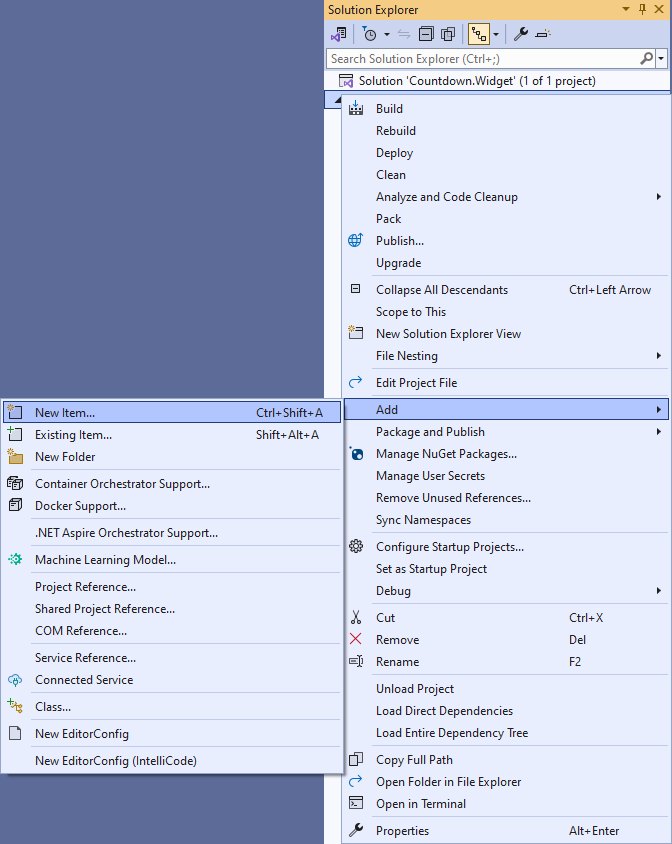 Solution Explorer
Search Solution Explorer (Ctrl+;)
Solution 'Countdown.Widget' (1 of 1 project)
Build
Rebuild
Deploy
Clean
Analyze and Code Cleanup
Pack
Publish...
Upgrade
Collapse All Descendants Ctrl+Left Arrow
Scope to This
New Solution Explorer View
File Nesting
Edit Project File
Add
Package and Publish
Manage NuGet Packages...
Manage User Secrets
Remove Unused References...
Sync Namespaces
Configure Startup Projects...
Set as Startup Project
Debug
Cut Ctrl+X
Remove Del
Rename F2
Unload Project
Load Direct Dependencies
Load Entire Dependency Tree
Copy Full Path
Open Folder in File Explorer
Open in Terminal
Properties Alt+Enter
New Item... Ctrl+Shift+A
Existing Item... Shift+Alt+A
New Folder
Container Orchestrator Support...
Docker Support...
.NET Aspire Orchestrator Support...
Machine Learning Model...
Project Reference...
Shared Project Reference...
COM Reference...
Service Reference...
Connected Service
Class...
New EditorConfig
New EditorConfig (IntelliCode)